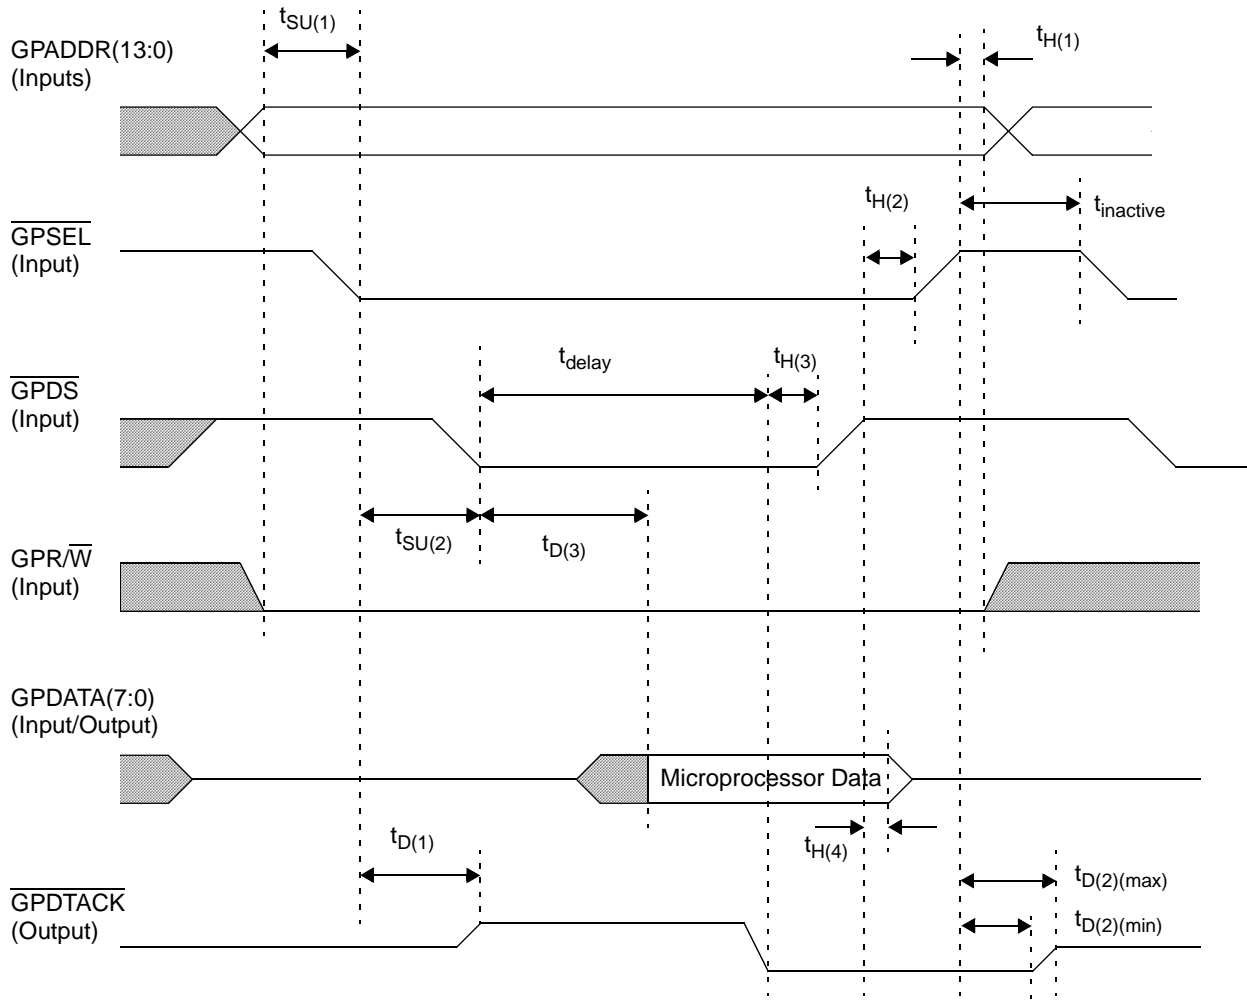 tSU(1)
tH(1)
GPADDR(13:0)
(Inputs)
tH(2)
tinactive
GPSEL
(Input)
tdelay
tH(3)
GPDS
(Input)
tSU(2)
tD(3)
GPR/W
(Input)
GPDATA(7:0)
(Input/Output)
Microprocessor Data
tD(1)
tH(4)
tD(2)(max)
GPDTACK
(Output)
tD(2)(min)